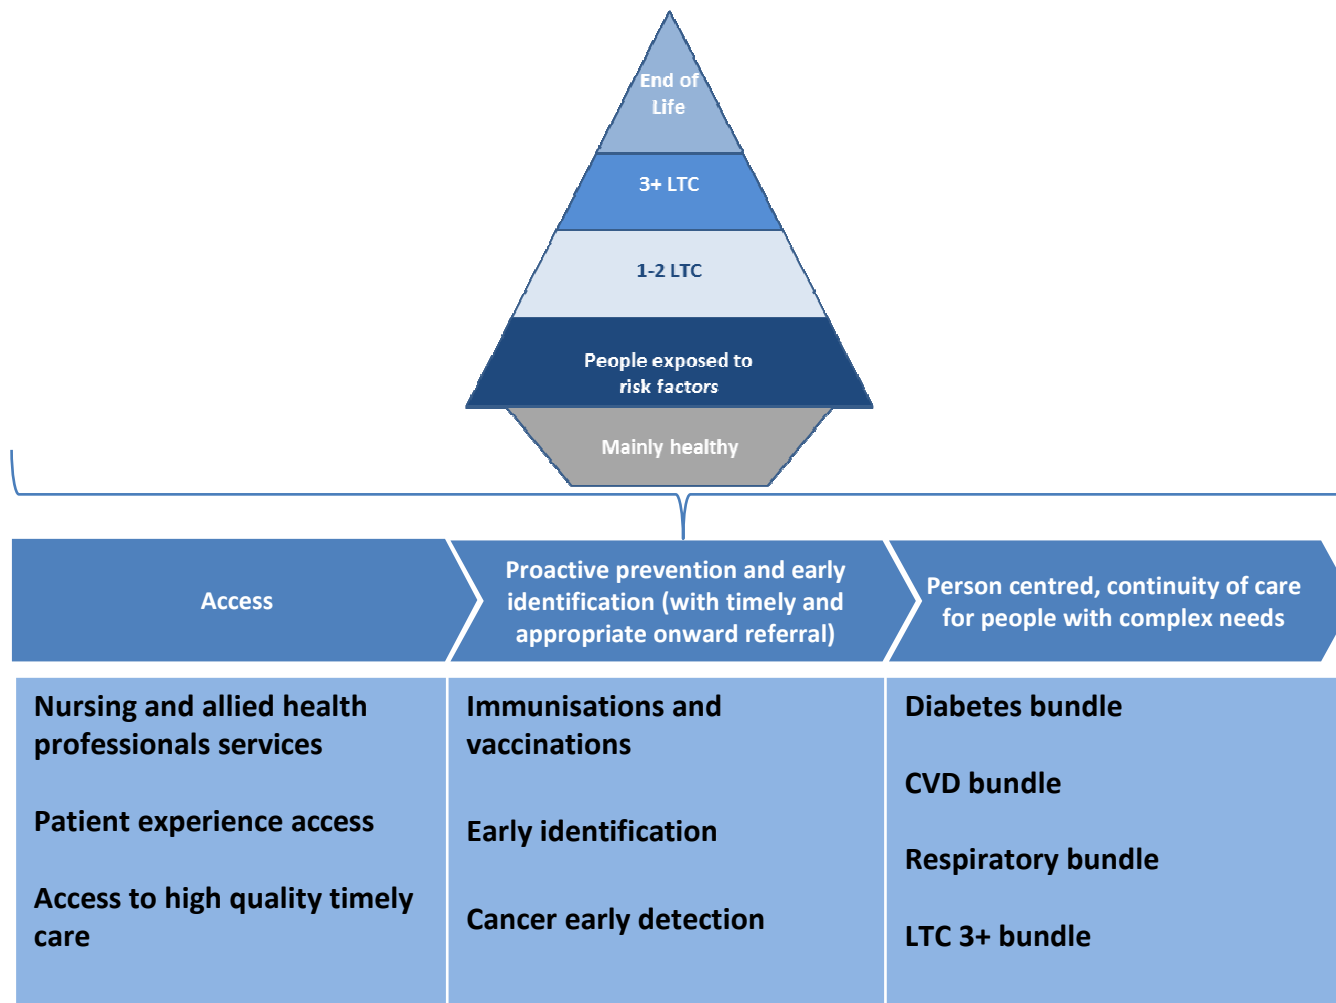 End of
Life
3+ LTC
1-2 LTC
People exposed to
risk factors
Mainly healthy
Access
Proactive prevention and early
identification (with timely and
appropriate onward referral)
Person centred, continuity of care
for people with complex needs
Nursing and allied health
professionals services
Patient experience access
Access to high quality timely
care
Immunisations and
vaccinations
Early identification
Cancer early detection
Diabetes bundle
CVD bundle
Respiratory bundle
LTC 3+ bundle